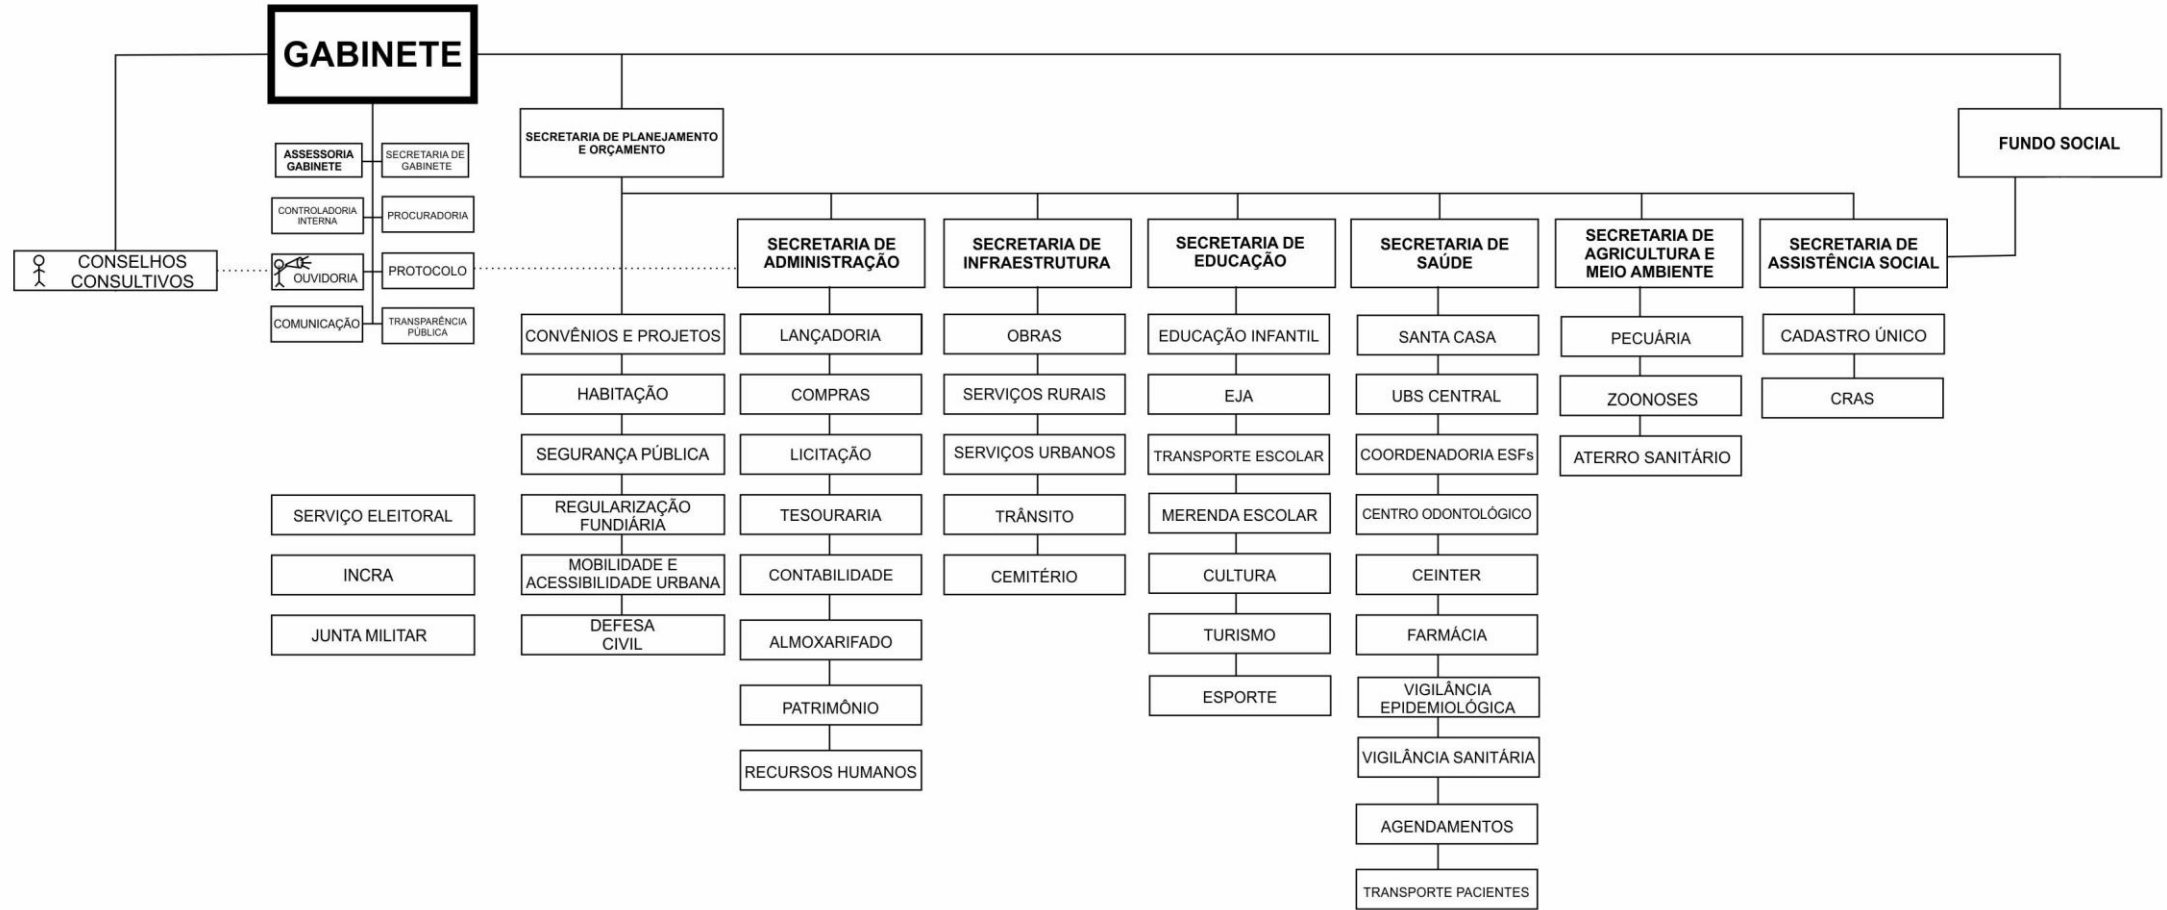 GABINETE
ASSESSORIA
GABINETE
SECRETARIA DE
GABINETE
CONTROLADORIA
INTERNA
PROCURADORIA
OUVIDORIA
PROTOCOLO
COMUNICAÇÃO
TRANSPARÊNCIA
PÚBLICA
CONSELHOS
CONSULTIVOS
SERVIÇO ELEITORAL
INCRA
JUNTA MILITAR
SECRETARIA DE PLANEJAMENTO
E ORÇAMENTO
CONVÊNIOS E PROJETOS
HABITAÇÃO
SEGURANÇA PÚBLICA
REGULARIZAÇÃO
FUNDIÁRIA
MOBILIDADE E
ACESSIBILIDADE URBANA
DEFESA
CIVIL
SECRETARIA DE
ADMINISTRAÇÃO
LANÇADORIA
COMPRAS
LICITAÇÃO
TESOURARIA
CONTABILIDADE
ALMOXARIFADO
PATRIMÔNIO
RECURSOS HUMANOS
SECRETARIA DE
INFRAESTRUTURA
OBRAS
SERVIÇOS RURAIS
SERVIÇOS URBANOS
TRÂNSITO
CEMITÉRIO
SECRETARIA DE
EDUCAÇÃO
EDUCAÇÃO INFANTIL
EJA
TRANSPORTE ESCOLAR
MERENDA ESCOLAR
CULTURA
TURISMO
ESPORTE
SECRETARIA DE
SAÚDE
SANTA CASA
UBS CENTRAL
COORDENADORIA ESFs
CENTRO ODONTOLÓGICO
CEINTER
FARMÁCIA
VIGILÂNCIA
EPIDEMIOLÓGICA
VIGILÂNCIA SANITÁRIA
AGENDAMENTOS
TRANSPORTE PACIENTES
SECRETARIA DE
AGRICULTURA E
MEIO AMBIENTE
PECUÁRIA
ZOONOSES
ATERRO SANITÁRIO
SECRETARIA DE
ASSISTÊNCIA SOCIAL
CADASTRO ÚNICO
CRAS
FUNDO SOCIAL